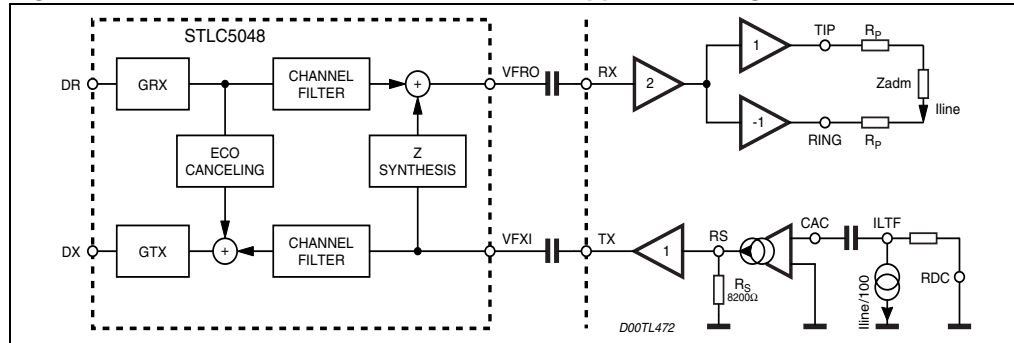 STLC5048
DR
GRX
CHANNEL
FILTER
+
VFRO
RX
2
1
TIP
RP
Zadm
Iline
-1
RING
RP
ECO
CANCELING
Z
SYNTHESIS
DX
GTX
+
CHANNEL
FILTER
VFXI
TX
1
RS
RS
8200Ω
CAC
ILTF
RDC
Iline/100
D00TL472